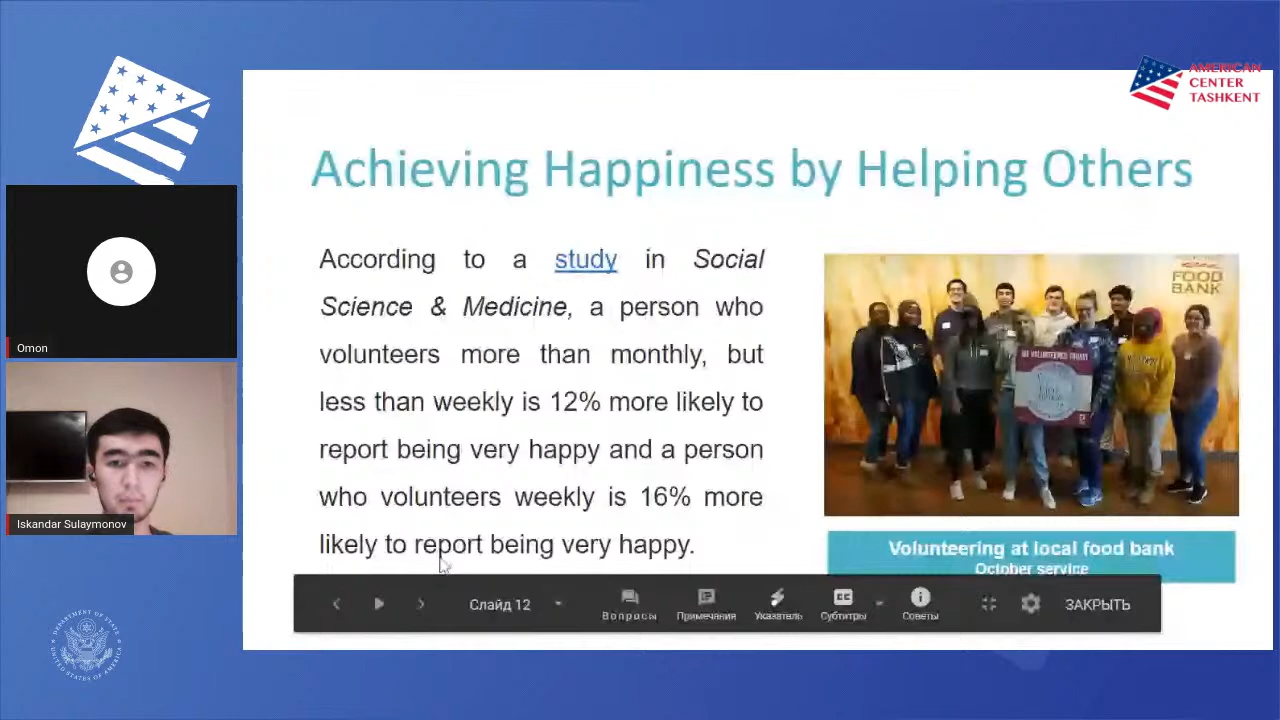 AMERICAN
CENTER
TASHKENT
Achieving Happiness by Helping Others
According to a study in Social
Science & Medicine, a person who
volunteers more than monthly, but
less than weekly is 12% more likely to
report being very happy and a person
who volunteers weekly is 16% more
likely to report being very happy.
FOOD
BANK
Volunteering at local food bank
October service
Omon
Iskandar Sulaymonov
Слайд 12
Вопросы
Примечания
Указатель
Субтитры
Советы
ЗАКРЫТЬ